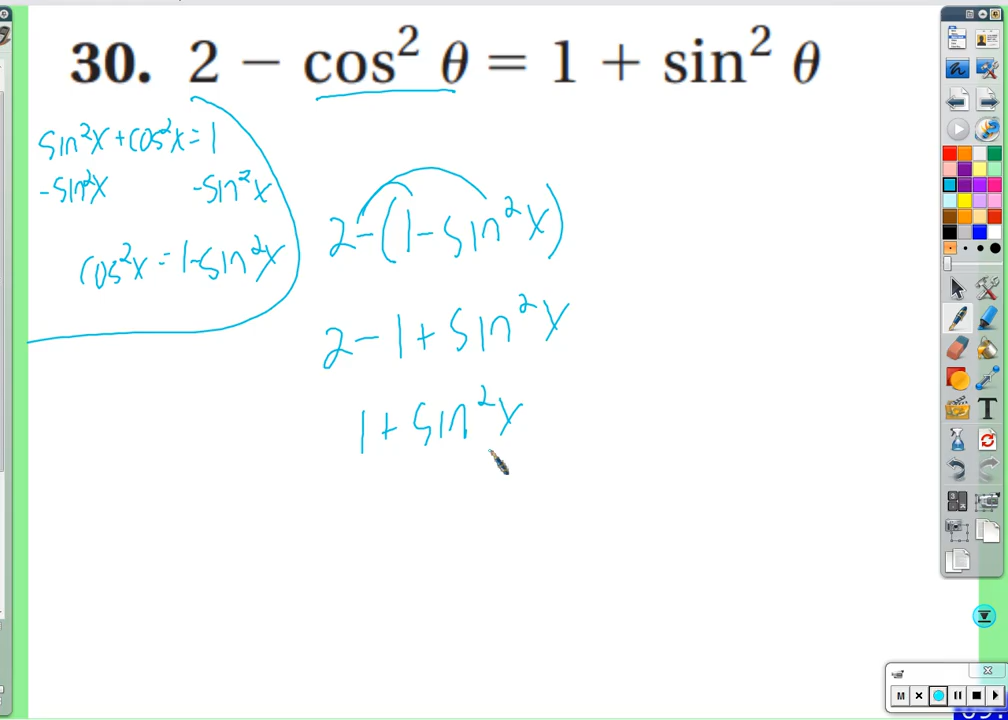 30. 2 − cos² θ = 1 + sin² θ
sin²x + cos²x = 1
-sin²x -sin²x
cos²x = 1-sin²x
2-(1-sin²x)
2-1+sin²x
1+sin²x
T
M